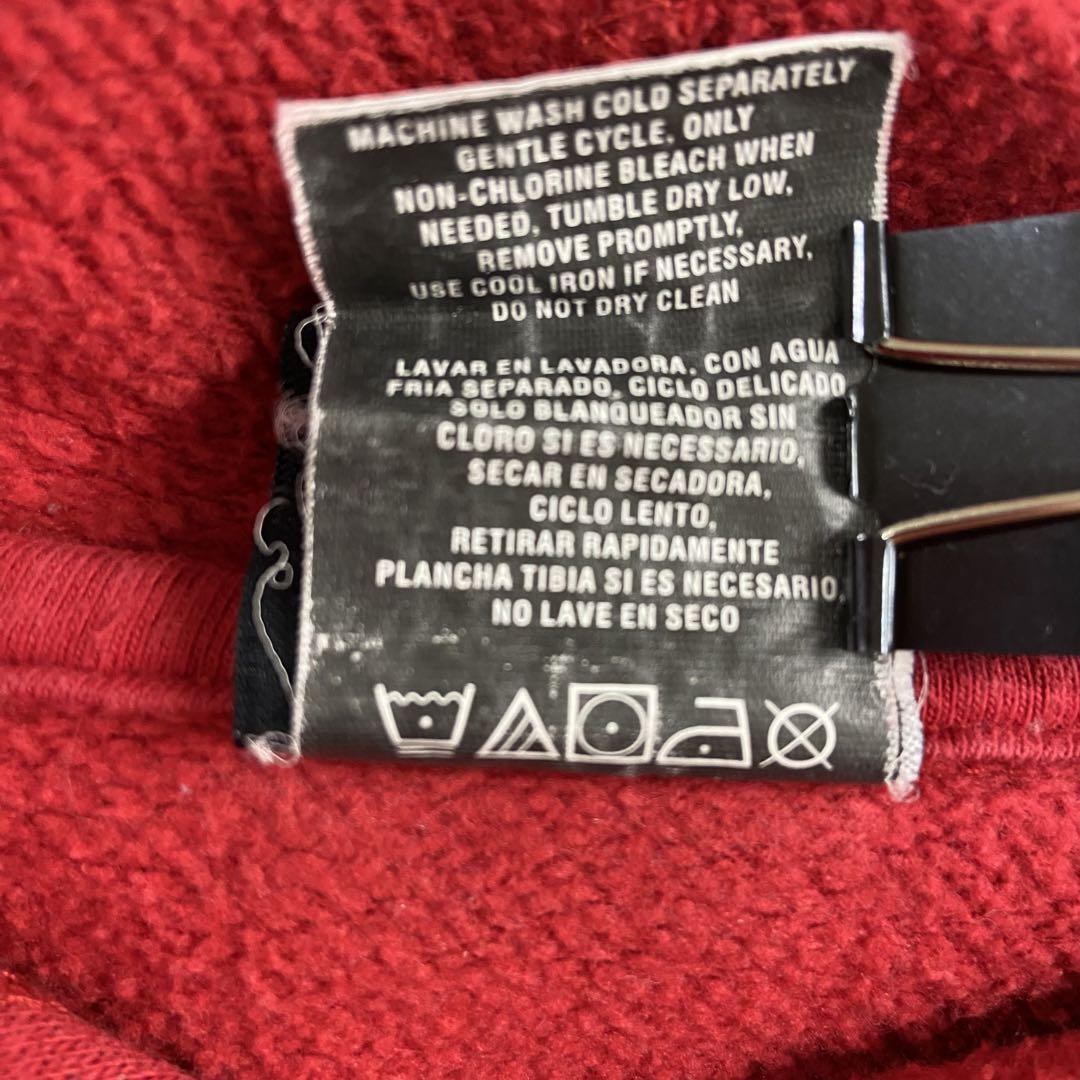 MACHINE WASH COLD SEPARATELY
GENTLE CYCLE, ONLY
NON-CHLORINE BLEACH WHEN
NEEDED, TUMBLE DRY LOW,
REMOVE PROMPTLY,
USE COOL IRON IF NECESSARY,
DO NOT DRY CLEAN
LAVAR EN LAVADORA, CON AGUA
FRIA SEPARADO, CICLO DELICADO
SOLO BLANQUEADOR SIN
CLORO SI ES NECESSARIO,
SECAR EN SECADORA,
CICLO LENTO,
RETIRAR RAPIDAMENTE
PLANCHA TIBIA SI ES NECESARIO,
NO LAVE EN SECO